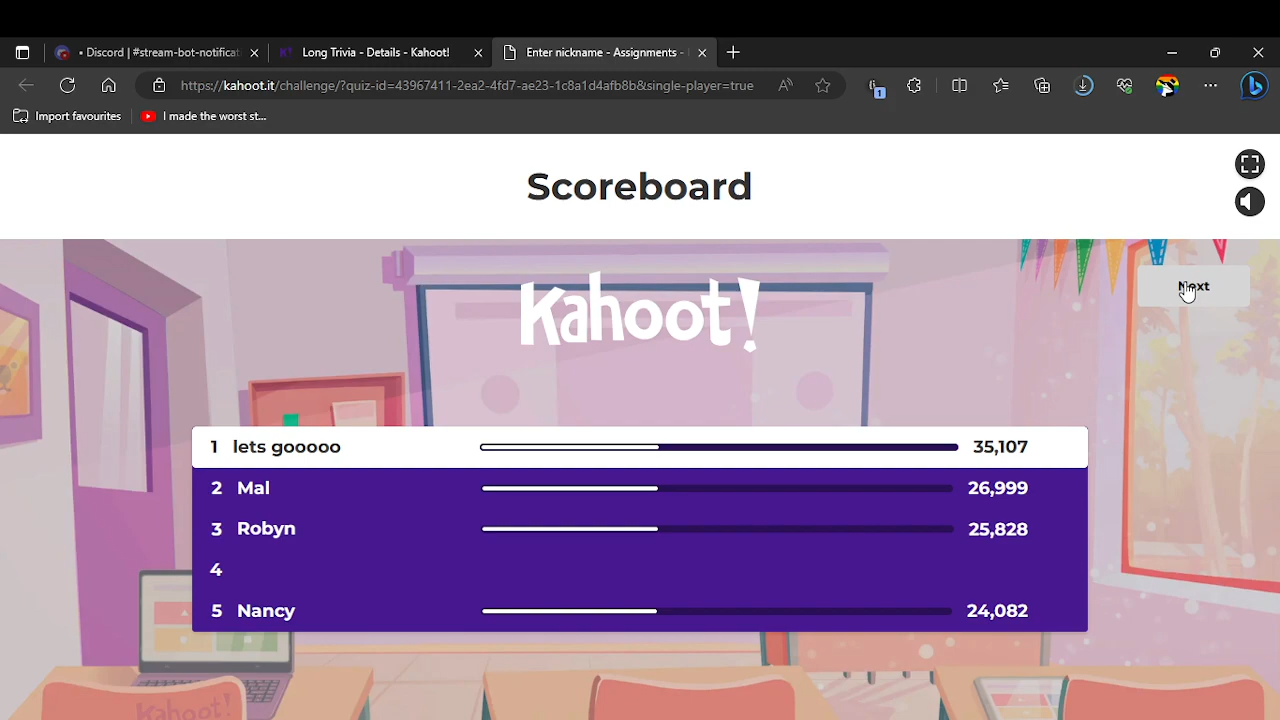 • Discord | #stream-bot-notificat
Long Trivia - Details - Kahoot!
Enter nickname - Assignments -
https://kahoot.it/challenge/?quiz-id=43967411-2ea2-4fd7-ae23-1c8a1d4afb8b&single-player=true
1
Import favourites
I made the worst st...
Scoreboard
Kahoot!
Next
1 lets gooooo 35,107
2 Mal 26,999
3 Robyn 25,828
4
5 Nancy 24,082
Kahoot!